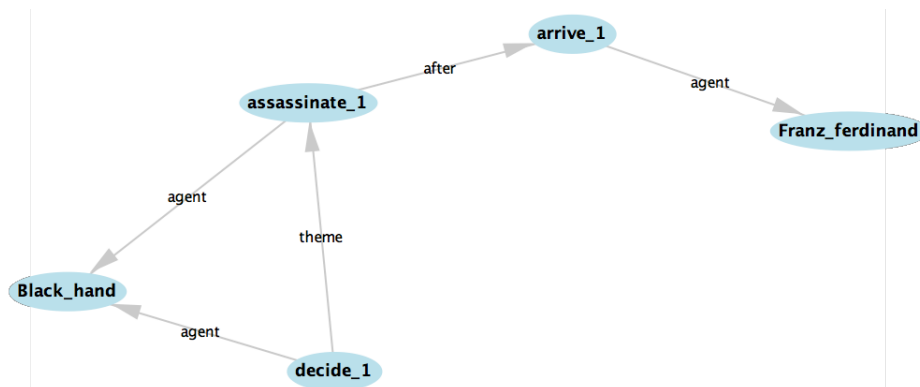 arrive_1
after
agent
assassinate_1
Franz_ferdinand
agent
theme
Black_hand
agent
decide_1